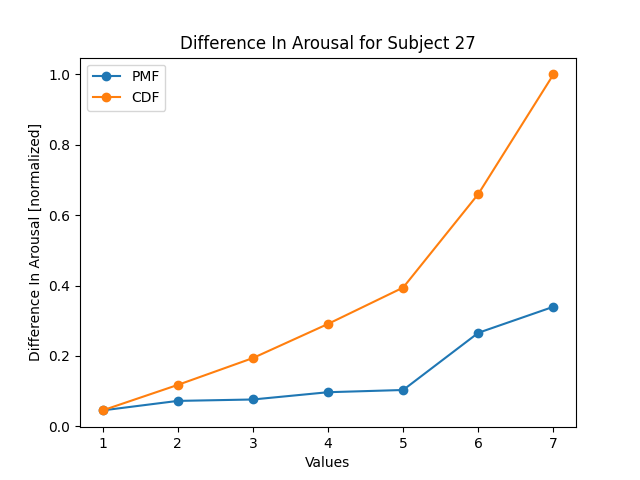 Difference In Arousal for Subject 27
PMF
CDF
1.0
0.8
0.6
0.4
0.2
0.0
Difference In Arousal [normalized]
1 2 3 4 5 6 7
Values